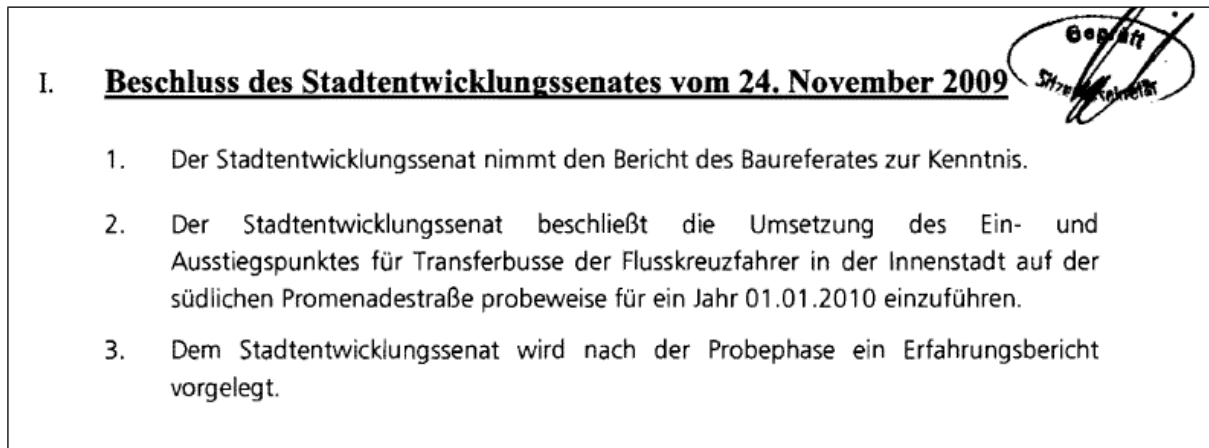 Geprüft
I. Beschluss des Stadtentwicklungssenates vom 24. November 2009
1. Der Stadtentwicklungssenat nimmt den Bericht des Baureferates zur Kenntnis.
2. Der Stadtentwicklungssenat beschließt die Umsetzung des Ein- und
Ausstiegspunktes für Transferbusse der Flusskreuzfahrer in der Innenstadt auf der
südlichen Promenadestraße probeweise für ein Jahr 01.01.2010 einzuführen.
3. Dem Stadtentwicklungssenat wird nach der Probephase ein Erfahrungsbericht
vorgelegt.